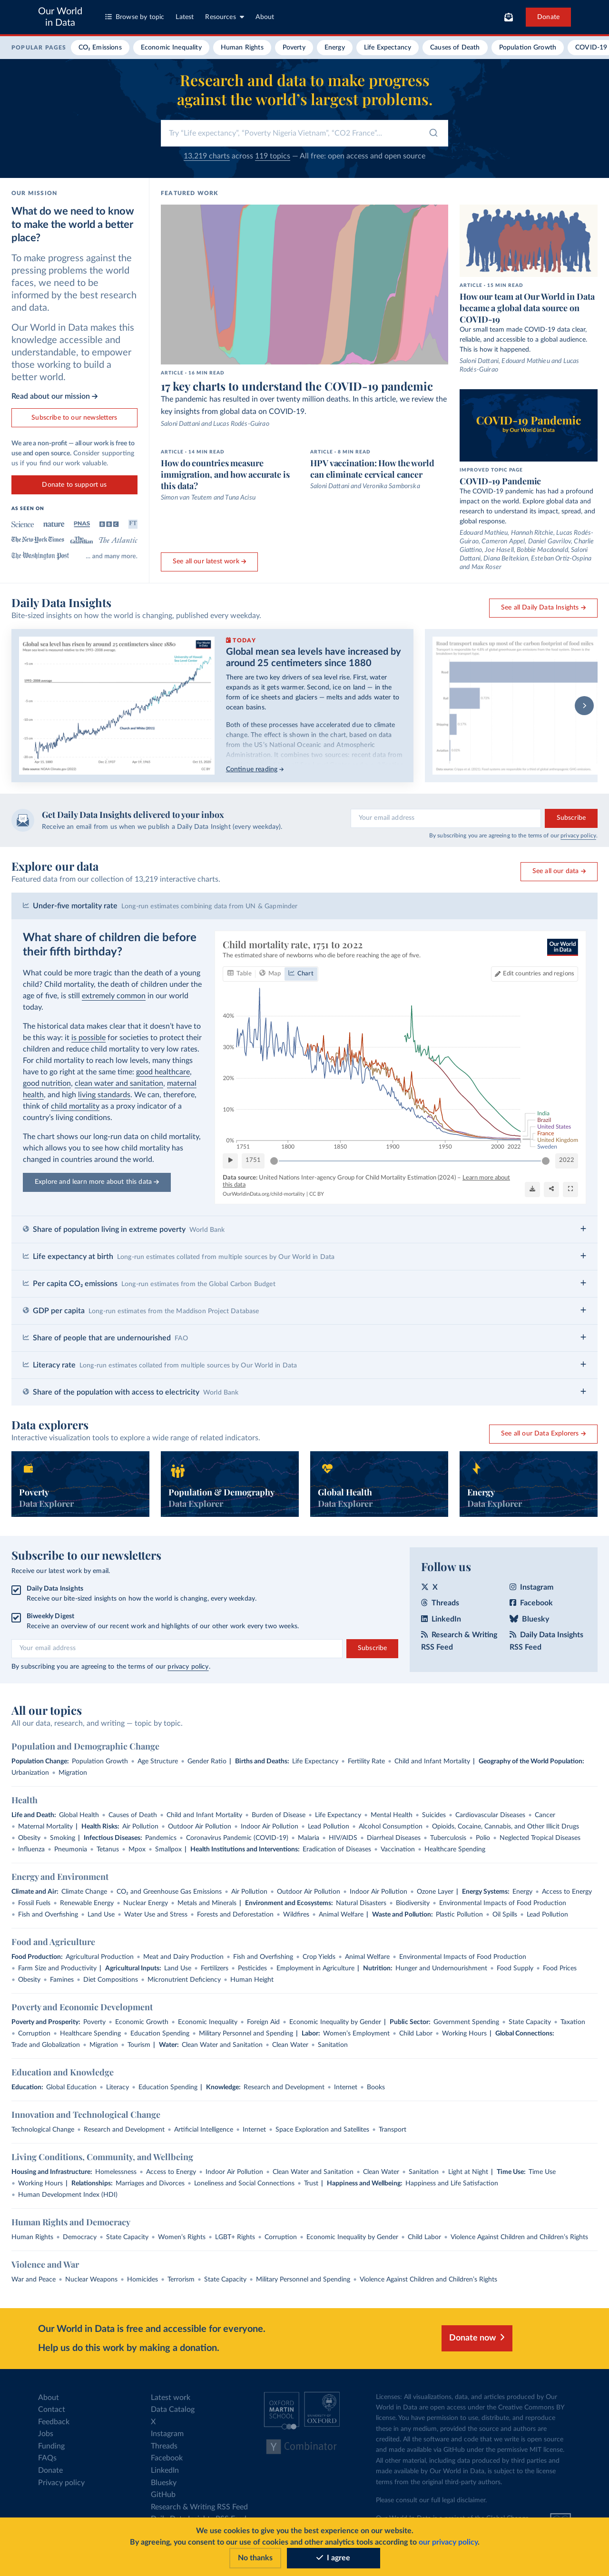 Our World
in Data
Browse by topic
Latest
Resources
About
Donate
POPULAR PAGES
CO₂ Emissions
Economic Inequality
Human Rights
Poverty
Energy
Life Expectancy
Causes of Death
Population Growth
COVID-19
Research and data to make progress
against the world's largest problems.
Try "Life expectancy", "Poverty Nigeria Vietnam", "CO2 France"...
13,219 charts across 119 topics — All free: open access and open source
OUR MISSION
What do we need to know
to make the world a better
place?
To make progress against the
pressing problems the world
faces, we need to be
informed by the best research
and data.
Our World in Data makes this
knowledge accessible and
understandable, to empower
those working to build a
better world.
Read about our mission →
Subscribe to our newsletters
We are a non-profit — all our work is free to
use and open source. Consider supporting
us if you find our work valuable.
Donate to support us
AS SEEN ON
Science
nature
PNAS
BBC
FT
The New York Times
The Guardian
The Atlantic
The Washington Post
... and many more.
FEATURED WORK
ARTICLE · 16 MIN READ
17 key charts to understand the COVID-19 pandemic
The pandemic has resulted in over twenty million deaths. In this article, we review the
key insights from global data on COVID-19.
Saloni Dattani and Lucas Rodés-Guirao
ARTICLE · 14 MIN READ
How do countries measure
immigration, and how accurate is
this data?
Simon van Teutem and Tuna Acisu
ARTICLE · 8 MIN READ
HPV vaccination: How the world
can eliminate cervical cancer
Saloni Dattani and Veronika Samborska
See all our latest work →
ARTICLE · 13 MIN READ
How our team at Our World in Data
became a global data source on
COVID-19
Our small team made COVID-19 data clear,
reliable, and accessible to a global audience.
This is how it happened.
Saloni Dattani, Edouard Mathieu and Lucas
Rodés-Guirao
COVID-19 Pandemic
by Our World in Data
IMPROVED TOPIC PAGE
COVID-19 Pandemic
The COVID-19 pandemic has had a profound
impact on the world. Explore global data and
research on its impact, spread, and
global response.
Edouard Mathieu, Hannah Ritchie, Lucas Rodés-
Guirao, Cameron Appel, Daniel Gavrilov, Charlie
Giattino, Joe Hasell, Bobbie Macdonald, Saloni
Dattani, Diana Beltekian, Esteban Ortiz-Ospina
and Max Roser
Daily Data Insights
Bite-sized insights on how the world is changing, published every weekday.
See all Daily Data Insights →
Global sea level has risen by around 25 centimeters since 1880
TODAY
Global mean sea levels have increased by
around 25 centimeters since 1880
There are two key drivers of sea level rise. First, water
expands as it gets warmer. Second, ice on land — in the
form of ice sheets and glaciers — melts and adds water to
ocean basins.
Both of these processes have accelerated due to climate
change. The effect is shown in the chart, based on data
from the US's National Oceanic and Atmospheric
Administration. It combines two sources: recent data from
Continue reading →
Road transport makes up most of the carbon footprint of food miles
Get Daily Data Insights delivered to your inbox
Receive an email from us when we publish a Daily Data Insight (every weekday).
Your email address
Subscribe
By subscribing you are agreeing to the terms of our privacy policy.
Explore our data
Featured data from our collection of 13,219 interactive charts.
See all our data →
Under-five mortality rate Long-run estimates combining data from UN & Gapminder
What share of children die before
their fifth birthday?
What could be more tragic than the death of a young
child? Child mortality, the death of children under the
age of five, is still extremely common in our world
today.
The historical data makes clear that it doesn't have to
be this way: it is possible for societies to protect their
children and reduce child mortality to very low rates.
For child mortality to reach low levels, many things
have to go right at the same time: good healthcare,
good nutrition, clean water and sanitation, maternal
health, and high living standards. We can, therefore,
think of child mortality as a proxy indicator of a
country's living conditions.
The chart shows our long-run data on child mortality,
which allows you to see how child mortality has
changed in countries around the world.
Explore and learn more about this data →
Child mortality rate, 1751 to 2022
The estimated share of newborns who die before reaching the age of five.
Our World
in Data
Table
Map
Chart
Edit countries and regions
40%
30%
20%
10%
0%
1751
1800
1850
1900
1950
2000
2022
India
Brazil
United States
France
United Kingdom
Sweden
1751
2022
Data source: United Nations Inter-agency Group for Child Mortality Estimation (2024) – Learn more about
this data
OurWorldinData.org/child-mortality | CC BY
Share of population living in extreme poverty World Bank
Life expectancy at birth Long-run estimates collated from multiple sources by Our World in Data
Per capita CO₂ emissions Long-run estimates from the Global Carbon Budget
GDP per capita Long-run estimates from the Maddison Project Database
Share of people that are undernourished FAO
Literacy rate Long-run estimates collated from multiple sources by Our World in Data
Share of the population with access to electricity World Bank
Data explorers
Interactive visualization tools to explore a wide range of related indicators.
See all our Data Explorers →
Poverty
Data Explorer
Population & Demography
Data Explorer
Global Health
Data Explorer
Energy
Data Explorer
Subscribe to our newsletters
Receive our latest work by email.
Daily Data Insights
Receive our bite-sized insights on how the world is changing, every weekday.
Biweekly Digest
Receive an overview of our recent work and highlights of our other work every two weeks.
Your email address
Subscribe
By subscribing you are agreeing to the terms of our privacy policy.
Follow us
X
Instagram
Threads
Facebook
LinkedIn
Bluesky
Research & Writing
RSS Feed
Daily Data Insights
RSS Feed
All our topics
All our data, research, and writing — topic by topic.
Population and Demographic Change
Population Change: Population Growth • Age Structure • Gender Ratio | Births and Deaths: Life Expectancy • Fertility Rate • Child and Infant Mortality | Geography of the World Population:
Urbanization • Migration
Health
Life and Death: Global Health • Causes of Death • Child and Infant Mortality • Burden of Disease • Life Expectancy • Mental Health • Suicides • Cardiovascular Diseases • Cancer
• Maternal Mortality | Health Risks: Air Pollution • Outdoor Air Pollution • Indoor Air Pollution • Lead Pollution • Alcohol Consumption • Opioids, Cocaine, Cannabis, and Other Illicit Drugs
• Obesity • Smoking | Infectious Diseases: Pandemics • Coronavirus Pandemic (COVID-19) • Malaria • HIV/AIDS • Diarrheal Diseases • Tuberculosis • Polio • Neglected Tropical Diseases
• Influenza • Pneumonia • Tetanus • Mpox • Smallpox | Health Institutions and Interventions: Eradication of Diseases • Vaccination • Healthcare Spending
Energy and Environment
Climate and Air: Climate Change • CO₂ and Greenhouse Gas Emissions • Air Pollution • Outdoor Air Pollution • Indoor Air Pollution • Ozone Layer | Energy Systems: Energy • Access to Energy
• Fossil Fuels • Renewable Energy • Nuclear Energy • Metals and Minerals | Environment and Ecosystems: Natural Disasters • Biodiversity • Environmental Impacts of Food Production
• Fish and Overfishing • Land Use • Water Use and Stress • Forests and Deforestation • Wildfires • Animal Welfare | Waste and Pollution: Plastic Pollution • Oil Spills • Lead Pollution
Food and Agriculture
Food Production: Agricultural Production • Meat and Dairy Production • Fish and Overfishing • Crop Yields • Animal Welfare • Environmental Impacts of Food Production
• Farm Size and Productivity | Agricultural Inputs: Land Use • Fertilizers • Pesticides • Employment in Agriculture | Nutrition: Hunger and Undernourishment • Food Supply • Food Prices
• Obesity • Famines • Diet Compositions • Micronutrient Deficiency • Human Height
Poverty and Economic Development
Poverty and Prosperity: Poverty • Economic Growth • Economic Inequality • Foreign Aid • Economic Inequality by Gender | Public Sector: Government Spending • State Capacity • Taxation
• Corruption • Healthcare Spending • Education Spending • Military Personnel and Spending | Labor: Women's Employment • Child Labor • Working Hours | Global Connections:
Trade and Globalization • Migration • Tourism | Water: Clean Water and Sanitation • Clean Water • Sanitation
Education and Knowledge
Education: Global Education • Literacy • Education Spending | Knowledge: Research and Development • Internet • Books
Innovation and Technological Change
Technological Change • Research and Development • Artificial Intelligence • Internet • Space Exploration and Satellites • Transport
Living Conditions, Community, and Wellbeing
Housing and Infrastructure: Homelessness • Access to Energy • Indoor Air Pollution • Clean Water and Sanitation • Clean Water • Sanitation • Light at Night | Time Use: Time Use
• Working Hours | Relationships: Marriages and Divorces • Loneliness and Social Connections • Trust | Happiness and Wellbeing: Happiness and Life Satisfaction
• Human Development Index (HDI)
Human Rights and Democracy
Human Rights • Democracy • State Capacity • Women's Rights • LGBT+ Rights • Corruption • Economic Inequality by Gender • Child Labor • Violence Against Children and Children's Rights
Violence and War
War and Peace • Nuclear Weapons • Homicides • Terrorism • State Capacity • Military Personnel and Spending • Violence Against Children and Children's Rights
Our World in Data is free and accessible for everyone.
Help us do this work by making a donation.
Donate now
About
Contact
Feedback
Jobs
Funding
FAQs
Donate
Privacy policy
Latest work
Data Catalog
X
Instagram
Threads
Facebook
LinkedIn
Bluesky
GitHub
Research & Writing RSS Feed
OXFORD
MARTIN
SCHOOL
UNIVERSITY OF
OXFORD
Y Combinator
Licenses: All visualizations, data, and articles produced by Our
World in Data are open access under the Creative Commons BY
license. You have permission to use, distribute, and reproduce
these in any medium, provided the source and authors are
credited. All the software and code that we write is open source
and made available via GitHub under the permissive MIT license.
All other material, including data produced by third parties and
made available by Our World in Data, is subject to the license
terms from the original third-party authors.
Please consult our full legal disclaimer.
We use cookies to give you the best experience on our website.
By agreeing, you consent to our use of cookies and other analytics tools according to our privacy policy.
No thanks
I agree